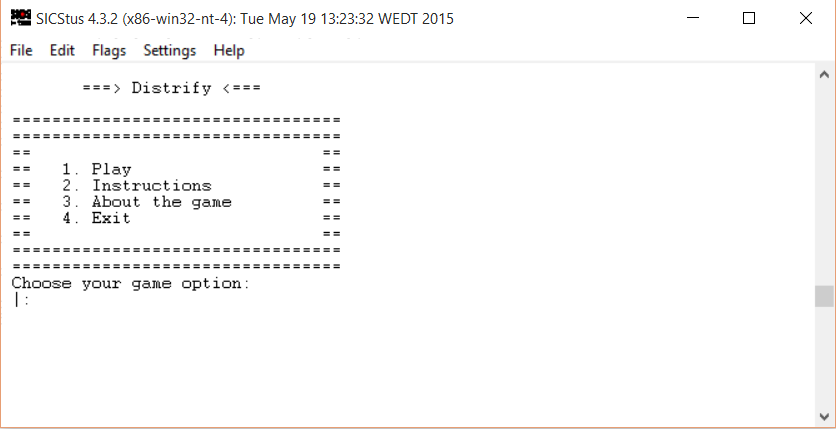 SICStus 4.3.2 (x86-win32-nt-4): Tue May 19 13:23:32 WEDT 2015
File Edit Flags Settings Help
===> Distrify <===
=================================
=================================
== ==
== 1. Play ==
== 2. Instructions ==
== 3. About the game ==
== 4. Exit ==
== ==
=================================
=================================
Choose your game option:
|: